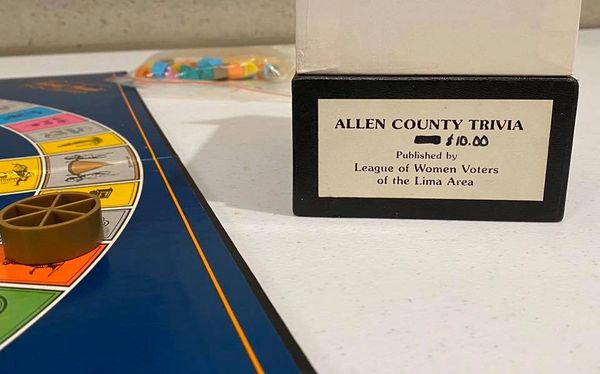 ALLEN COUNTY TRIVIA
$10.00
Published by
League of Women Voters
of the Lima Area